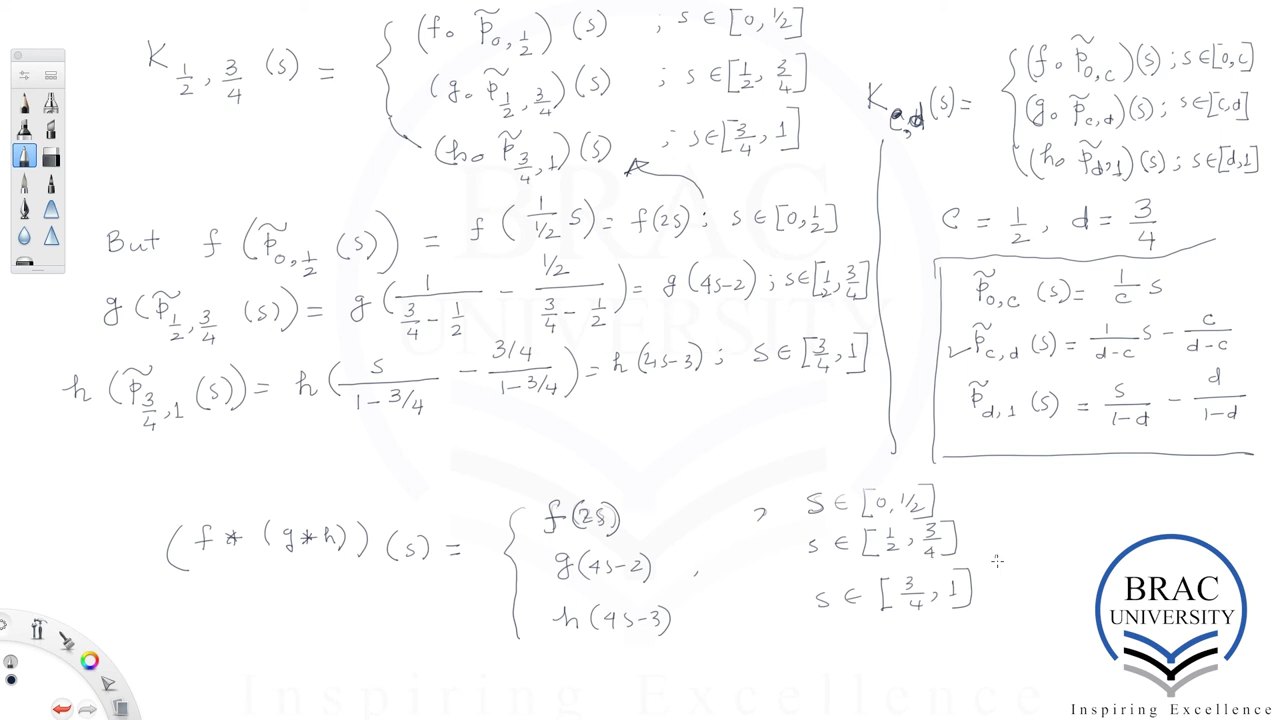 K_{1/2, 3/4} (s) = { (f∘p̃_{0,1/2})(s) ; s ∈ [0, 1/2]
(g∘p̃_{1/2,3/4})(s) ; s ∈ [1/2, 3/4]
(h∘p̃_{3/4,1})(s) ; s ∈ [3/4, 1]
But f(p̃_{0,1/2}(s)) = f(1/(1/2) s) = f(2s) ; s ∈ [0, 1/2]
g(p̃_{1/2,3/4}(s)) = g(1/(3/4 - 1/2) - (1/2)/(3/4 - 1/2)) = g(4s-2) ; s ∈ [1/2, 3/4]
h(p̃_{3/4,1}(s)) = h(s/(1-3/4) - (3/4)/(1-3/4)) = h(4s-3) ; s ∈ [3/4, 1]
K_{c,d}(s) = { (f∘p̃_{0,c})(s) ; s ∈ [0,c]
(g∘p̃_{c,d})(s) ; s ∈ [c,d]
(h∘p̃_{d,1})(s) ; s ∈ [d,1]
c = 1/2 , d = 3/4
p̃_{0,c}(s) = 1/c s
p̃_{c,d}(s) = 1/(d-c) s - c/(d-c)
p̃_{d,1}(s) = s/(1-d) - d/(1-d)
(f * (g*h))(s) = { f(2s) , s ∈ [0, 1/2]
g(4s-2) , s ∈ [1/2, 3/4]
h(4s-3) s ∈ [3/4, 1]
BRAC
UNIVERSITY
Inspiring Excellence
BRAC
UNIVERSITY
Inspiring Excellence